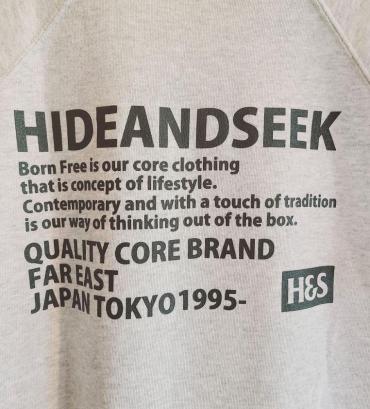 HIDEANDSEEK
Born Free is our core clothing
that is concept of lifestyle.
Contemporary and with a touch of tradition
is our way of thinking out of the box.
QUALITY CORE BRAND
FAR EAST
JAPAN TOKYO 1995-
H&S